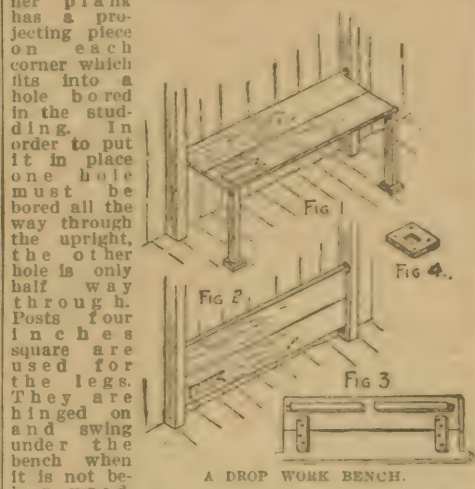 ner plank
has a pro-
jecting piece
on each
corner which
fits into a
hole bored
in the stud-
ding. In
order to put
it in place
one hole
must be
bored all the
way through
the upright,
the other
hole is only
half way
through.
Posts four
inches
square are
used for
the legs.
They are
hinged on
and swing
under the
bench when
it is not be-
FIG 1
FIG 4.
FIG 2
FIG 3
A DROP WORK BENCH.